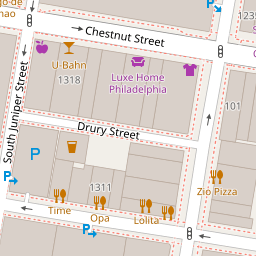 Chestnut Street
123
U-Bahn
1318
Luxe Home
Philadelphia
South Juniper Street
101
Drury Street
P
1311
Zio Pizza
Time
Opa
Lolita